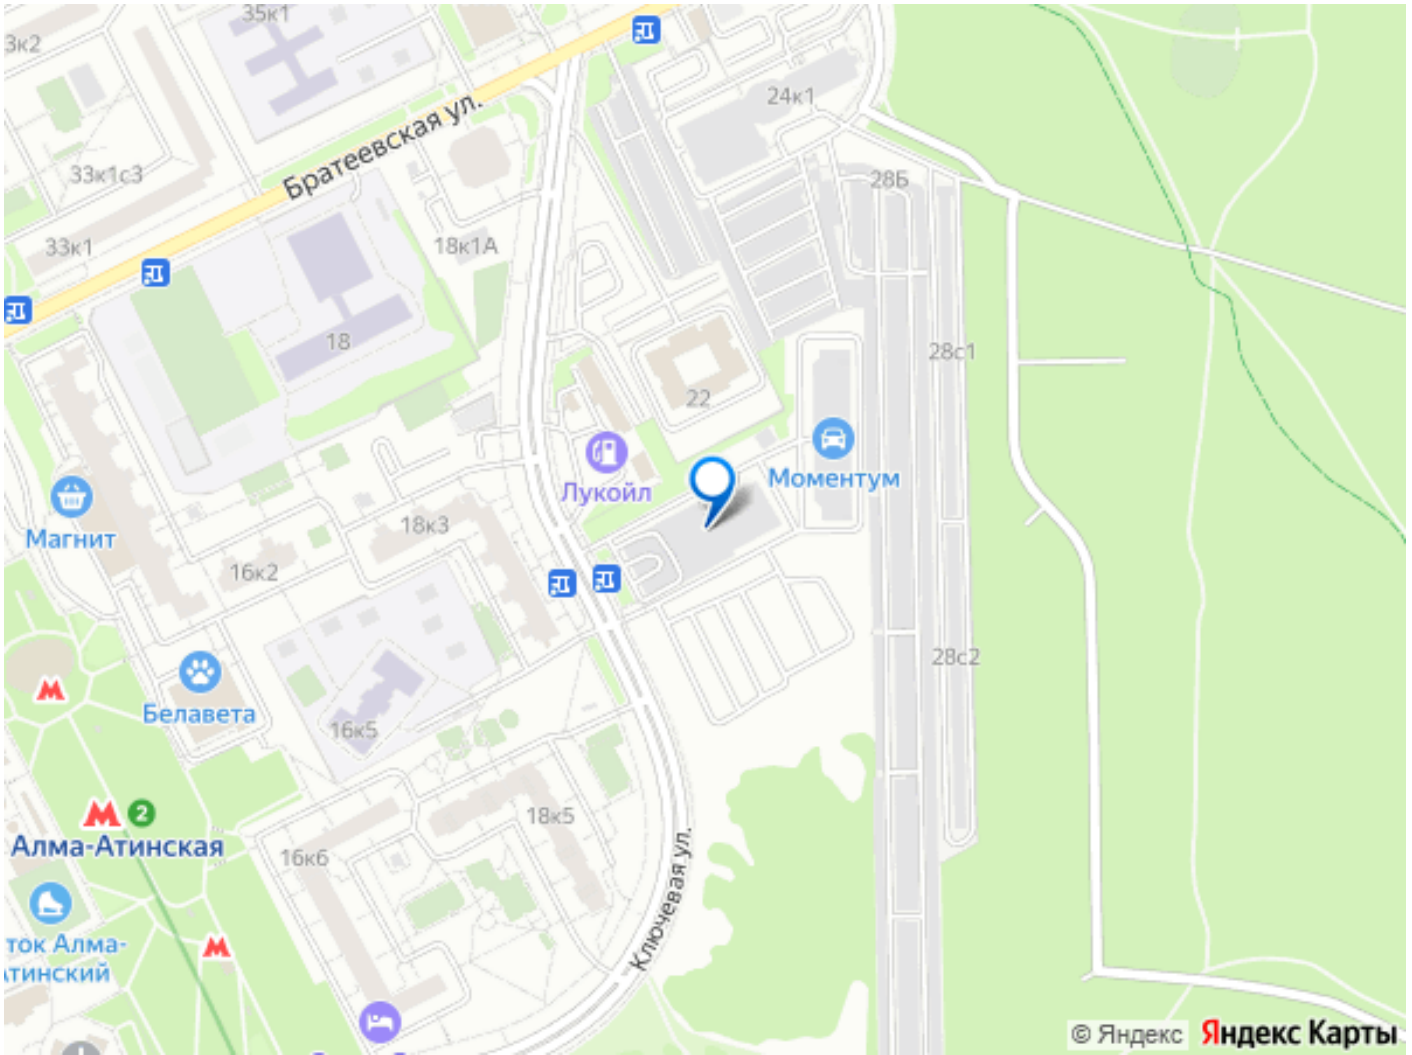 35к1
3к2
24к1
Братеевская ул.
33к1с3
28Б
33к1
18к1А
18
28с1
22
Лукойл
Моментум
Магнит
18к3
16к2
28с2
Белавета
16к5
2
Алма-Атинская
18к5
16к6
Ключевая ул.
ток Алма-
Атинский
© Яндекс
Яндекс Карты